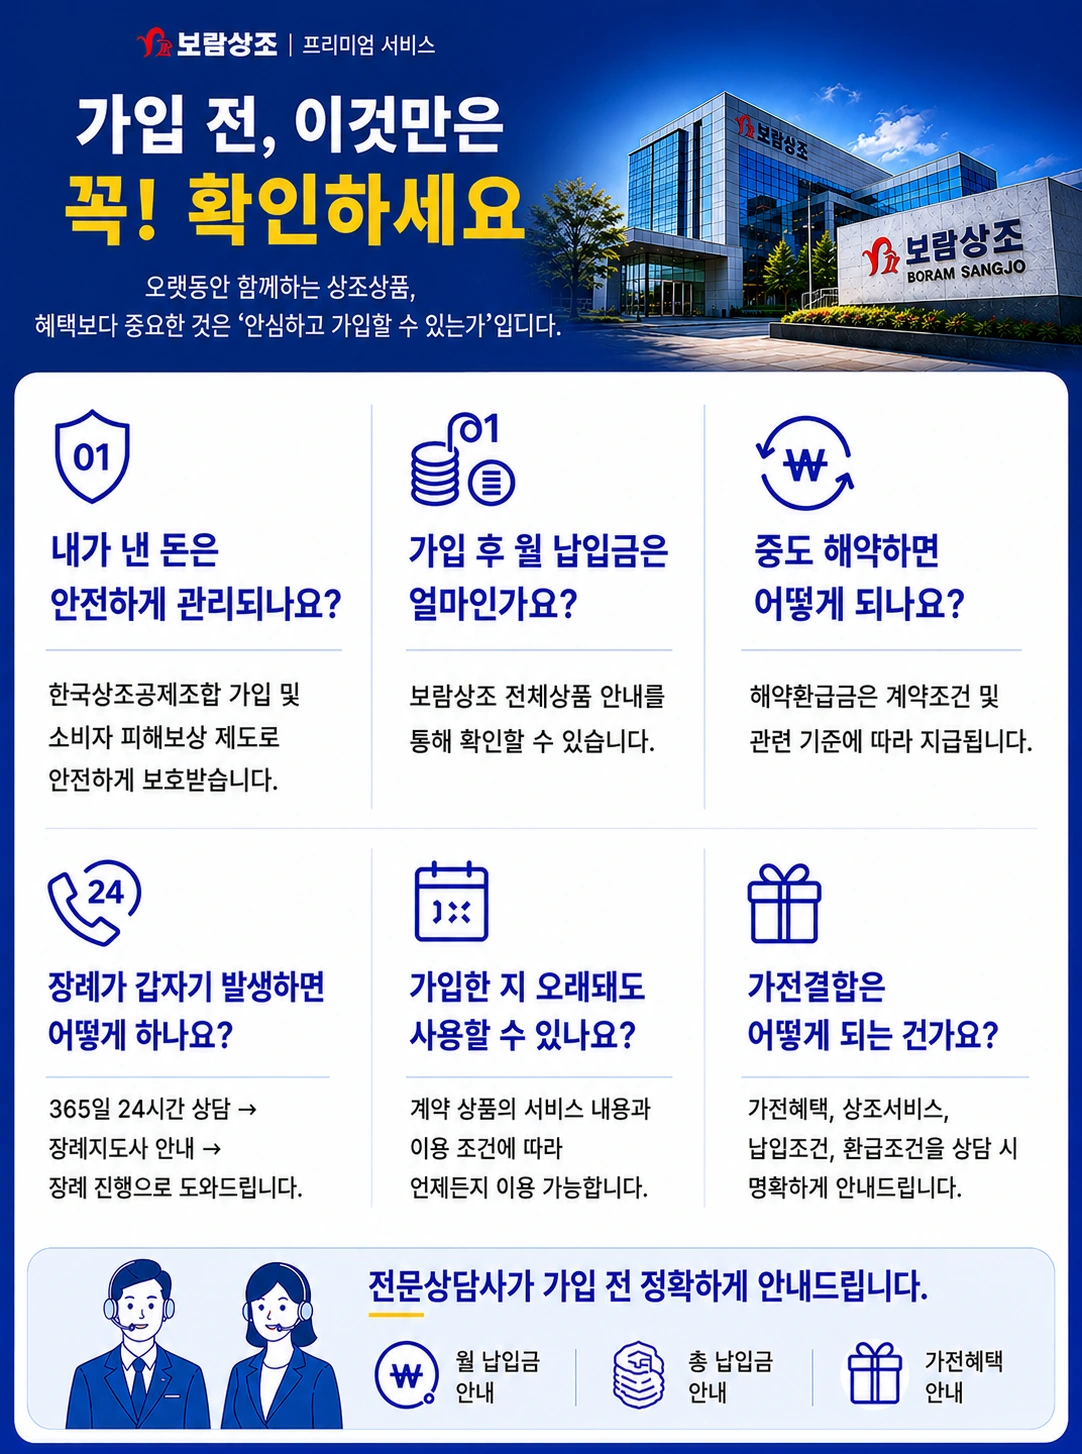 보람상조 | 프리미엄 서비스
가입 전, 이것만은
꼭! 확인하세요
오랫동안 함께하는 상조상품,
혜택보다 중요한 것은 ‘안심하고 가입할 수 있는가’입니다.
보람상조
보람상조
BORAM SANGJO
01
내가 낸 돈은
안전하게 관리되나요?
한국상조공제조합 가입 및
소비자 피해보상 제도로
안전하게 보호받습니다.
01
가입 후 월 납입금은
얼마인가요?
보람상조 전체상품 안내를
통해 확인할 수 있습니다.
₩
중도 해약하면
어떻게 되나요?
해약환급금은 계약조건 및
관련 기준에 따라 지급됩니다.
24
장례가 갑자기 발생하면
어떻게 하나요?
365일 24시간 상담 →
장례지도사 안내 →
장례 진행으로 도와드립니다.
가입한 지 오래돼도
사용할 수 있나요?
계약 상품의 서비스 내용과
이용 조건에 따라
언제든지 이용 가능합니다.
가전결합은
어떻게 되는 건가요?
가전혜택, 상조서비스,
납입조건, 환급조건을 상담 시
명확하게 안내드립니다.
전문상담사가 가입 전 정확하게 안내드립니다.
₩
월 납입금
안내
총 납입금
안내
가전혜택
안내